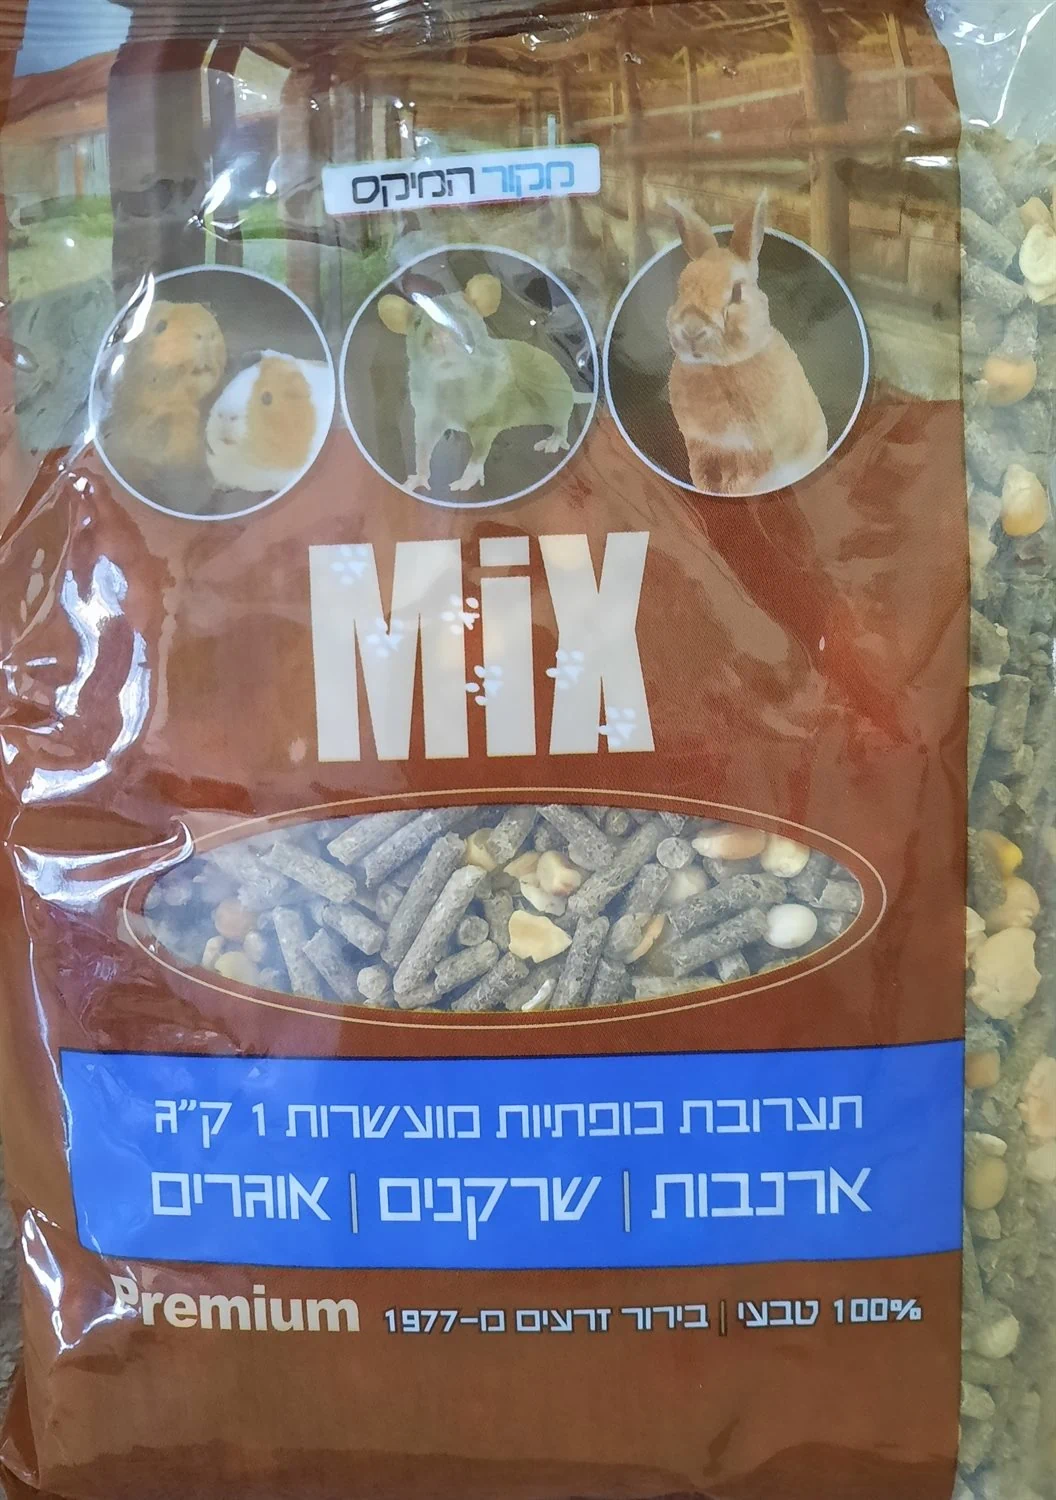 מקור המיקס
MiX
תערובת כופתיות מועשרות 1 ק"ג
ארנבות | שרקנים | אוגרים
100% טבעי | בירור זרעים מ-1977 Premium